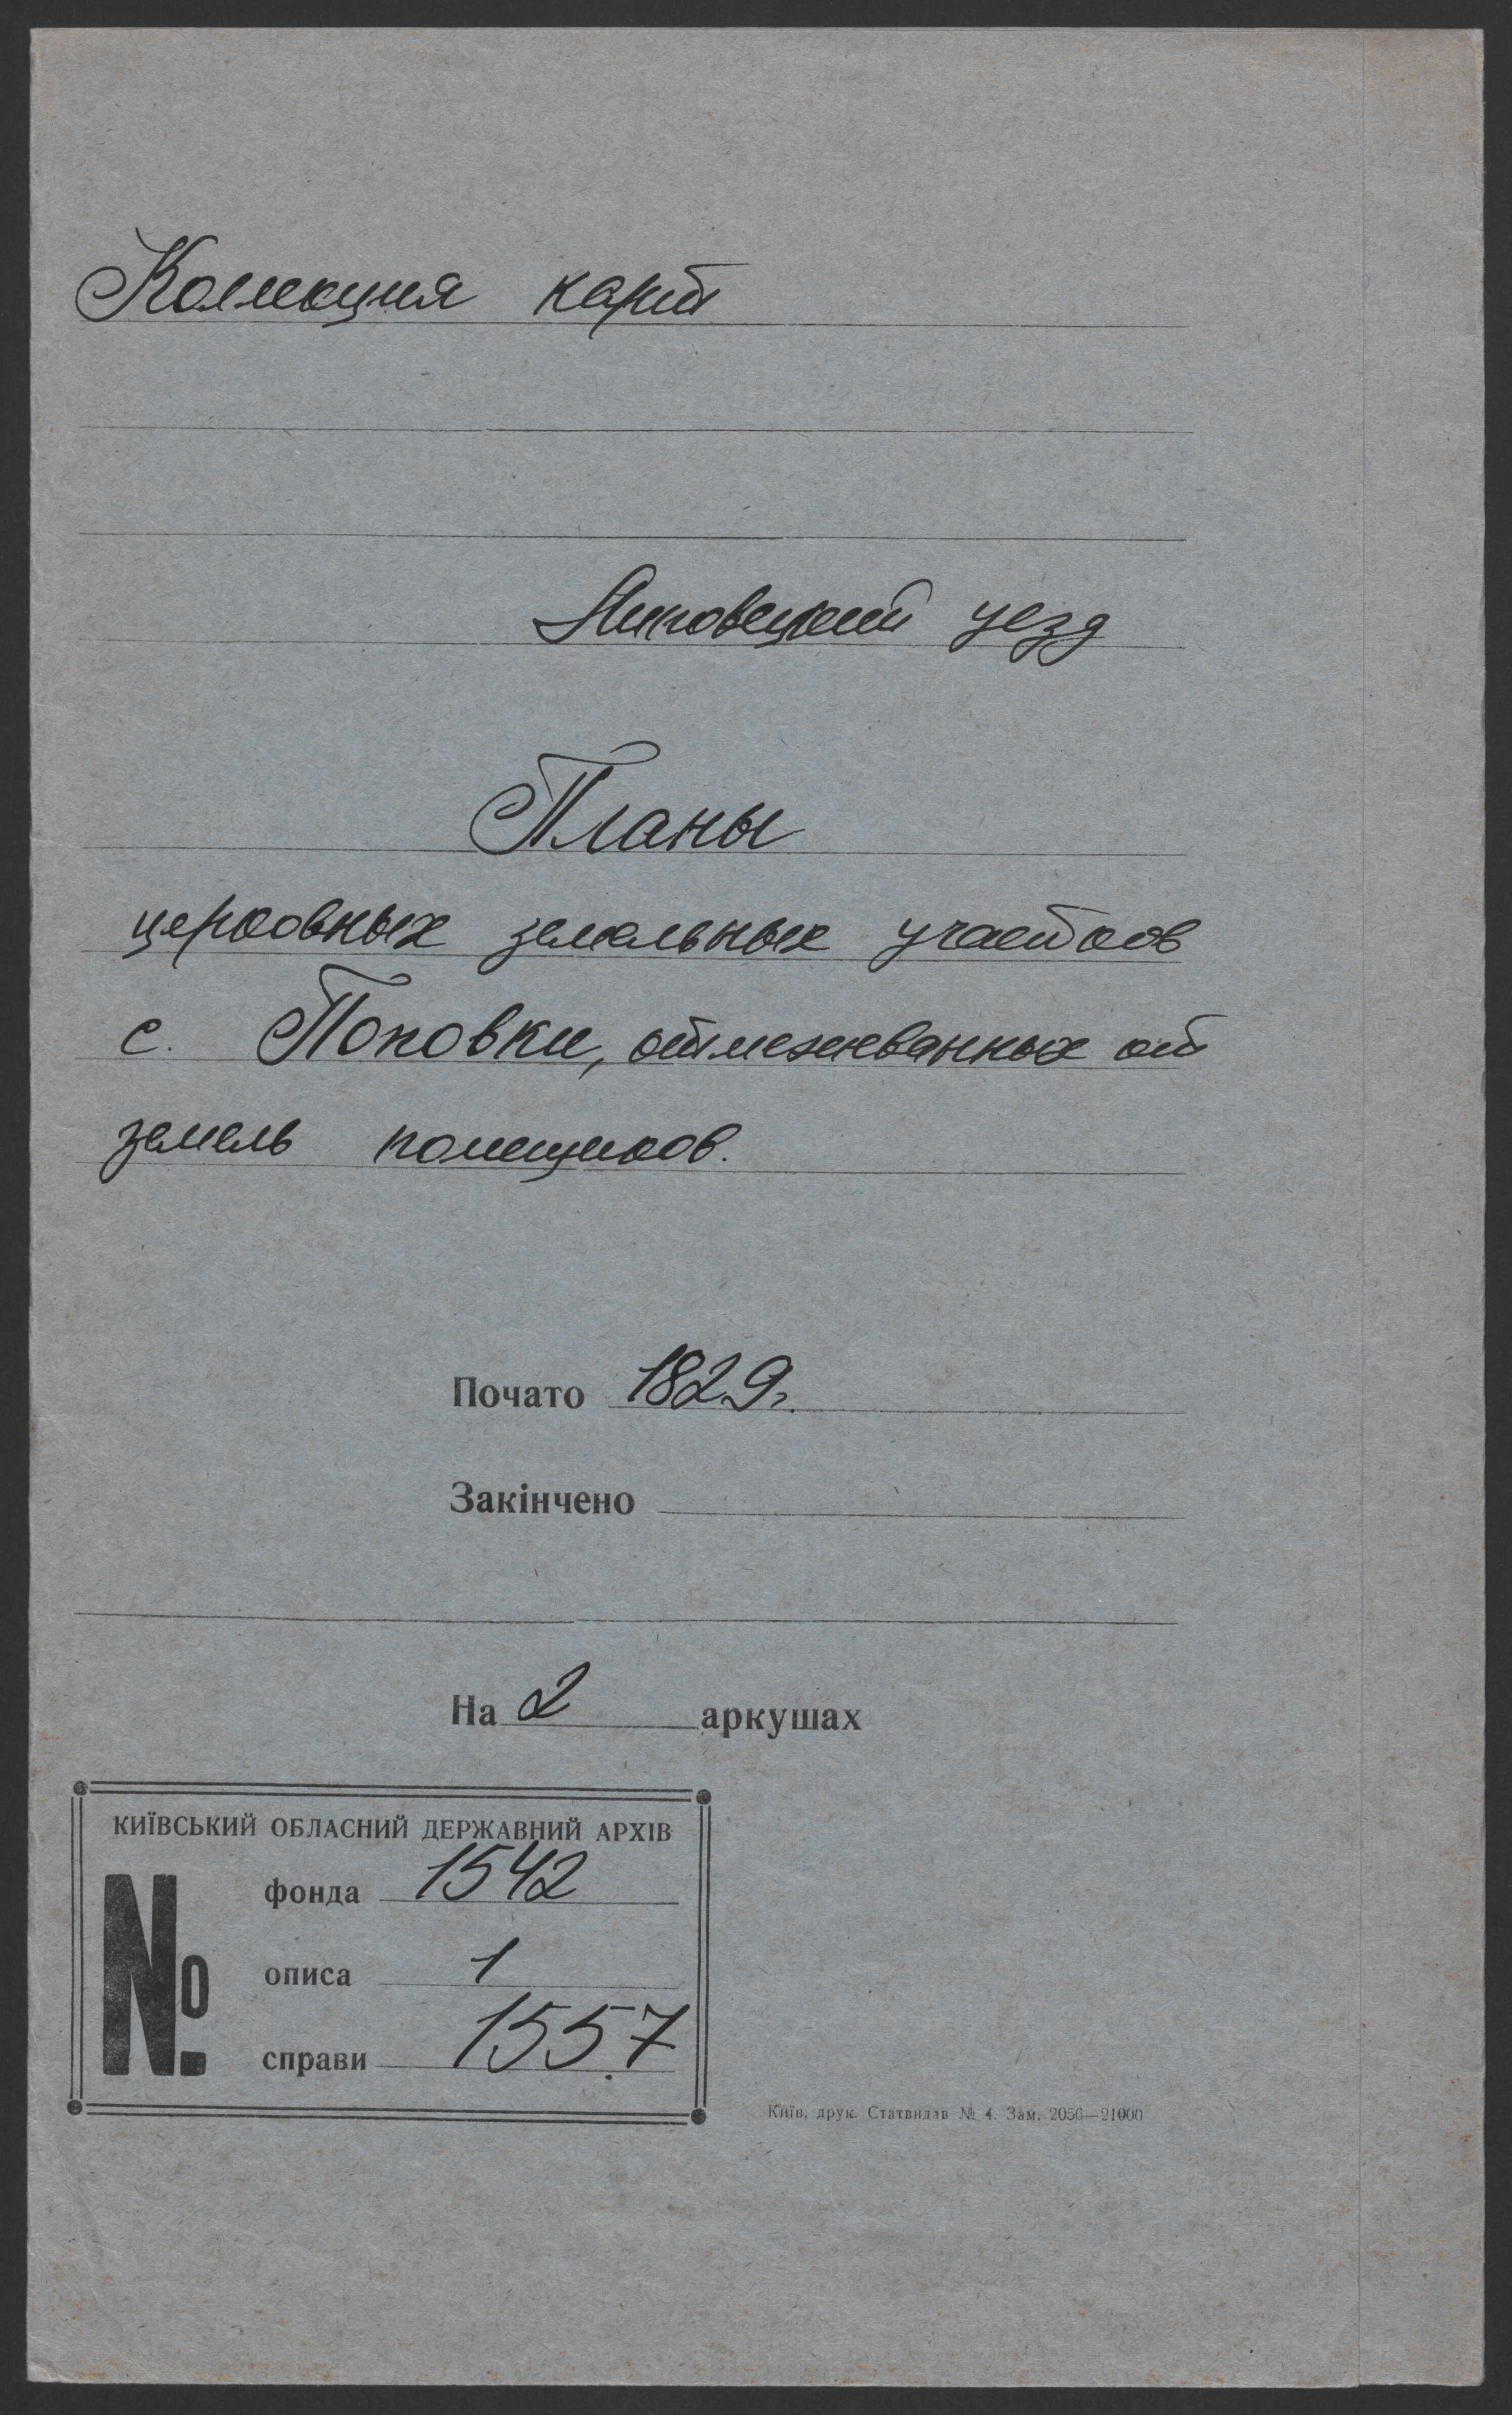 Коллекция карт
Липовецкий уезд
Планы
церковных земельных участков
с. Поповки, отмежеванных от
земель помещиков.
Почато 1829 г.
Закінчено
На 2 аркушах
КИЇВСЬКИЙ ОБЛАСНИЙ ДЕРЖАВНИЙ АРХІВ
№
фонда 1542
описа 1
справи 1557
Київ, друк. Статвидав № 4. Зам. 2056—21000